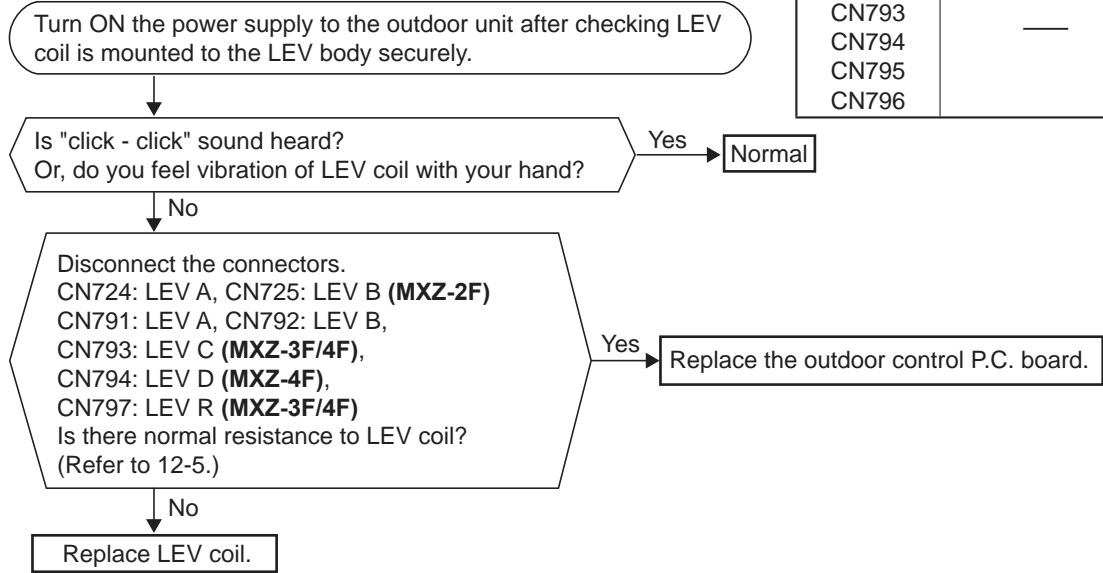 Turn ON the power supply to the outdoor unit after checking LEV
coil is mounted to the LEV body securely.
CN793
CN794
CN795
CN796
Is "click - click" sound heard?
Or, do you feel vibration of LEV coil with your hand?
Yes
Normal
No
Disconnect the connectors.
CN724: LEV A, CN725: LEV B (MXZ-2F)
CN791: LEV A, CN792: LEV B,
CN793: LEV C (MXZ-3F/4F),
CN794: LEV D (MXZ-4F),
CN797: LEV R (MXZ-3F/4F)
Is there normal resistance to LEV coil?
(Refer to 12-5.)
Yes
Replace the outdoor control P.C. board.
No
Replace LEV coil.